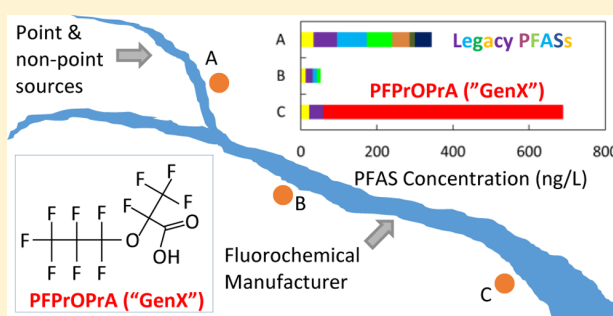 Point &
non-point
sources
A
B
C
Fluorochemical
Manufacturer
A
B
C
Legacy PFASs
PFPrOPrA ("GenX")
0
200
400
600
800
PFAS Concentration (ng/L)
F
F
F
F
F
F
F
F
F
F
F
O
O
OH
PFPrOPrA ("GenX")